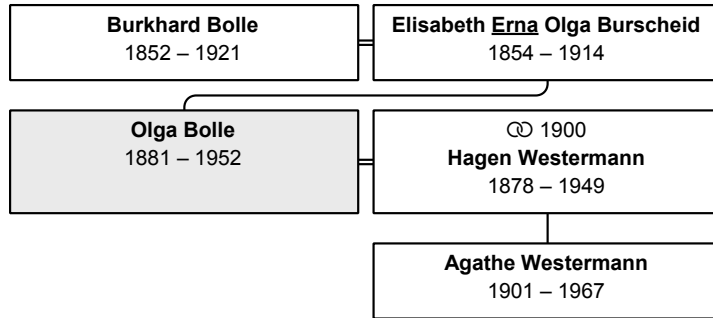 Burkhard Bolle
1852 – 1921
Elisabeth Erna Olga Burscheid
1854 – 1914
Olga Bolle
1881 – 1952
⚭ 1900
Hagen Westermann
1878 – 1949
Agathe Westermann
1901 – 1967